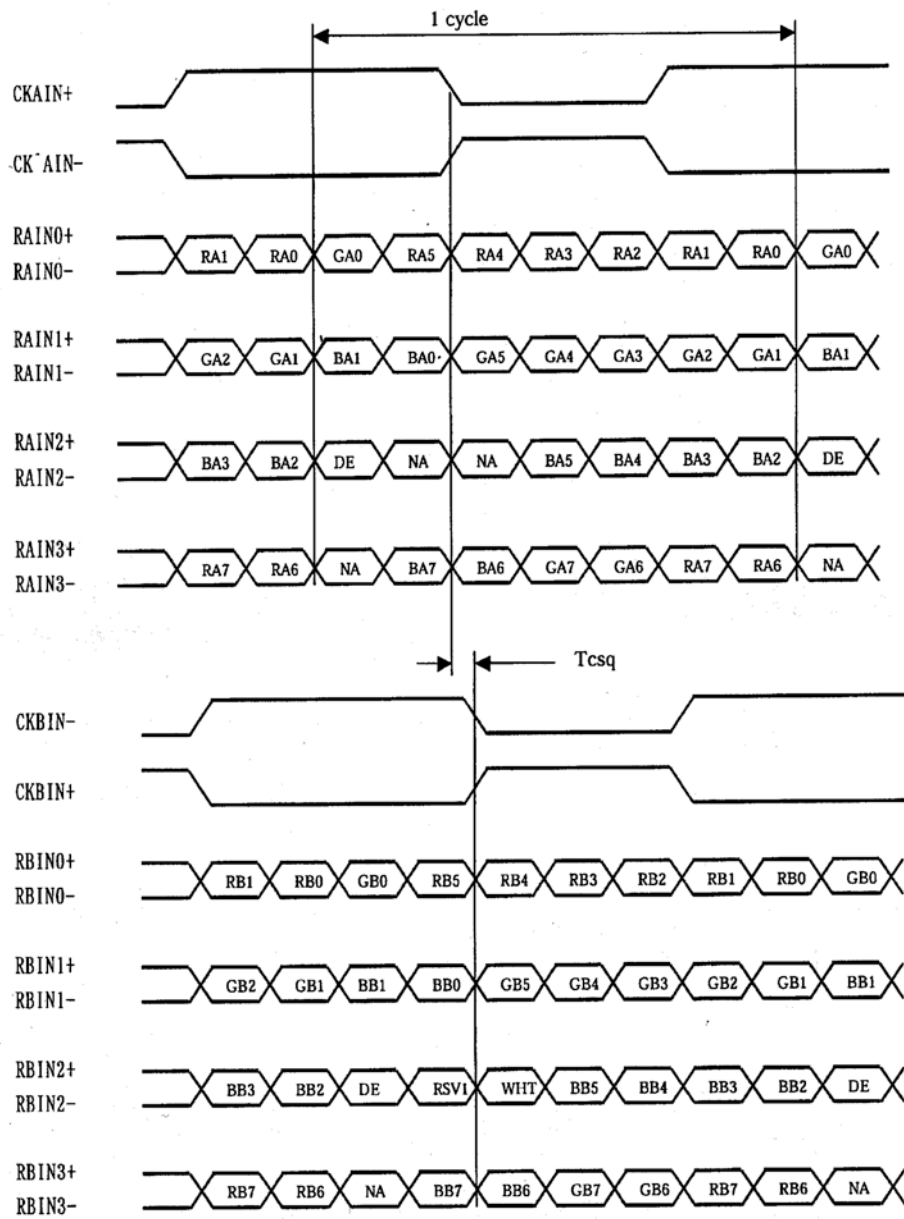 1 cycle
CKAIN+
CK AIN-
RAIN0+
RA1 RA0 GA0 RA5 RA4 RA3 RA2 RA1 RA0 GA0
RAIN0-
RAIN1+
GA2 GA1 BA1 BA0 GA5 GA4 GA3 GA2 GA1 BA1
RAIN1-
RAIN2+
BA3 BA2 DE NA NA BA5 BA4 BA3 BA2 DE
RAIN2-
RAIN3+
RA7 RA6 NA BA7 BA6 GA7 GA6 RA7 RA6 NA
RAIN3-
Tcsq
CKBIN-
CKBIN+
RBIN0+
RB1 RB0 GB0 RB5 RB4 RB3 RB2 RB1 RB0 GB0
RBIN0-
RBIN1+
GB2 GB1 BB1 BB0 GB5 GB4 GB3 GB2 GB1 BB1
RBIN1-
RBIN2+
BB3 BB2 DE RSV1 WHT BB5 BB4 BB3 BB2 DE
RBIN2-
RBIN3+
RB7 RB6 NA BB7 BB6 GB7 GB6 RB7 RB6 NA
RBIN3-